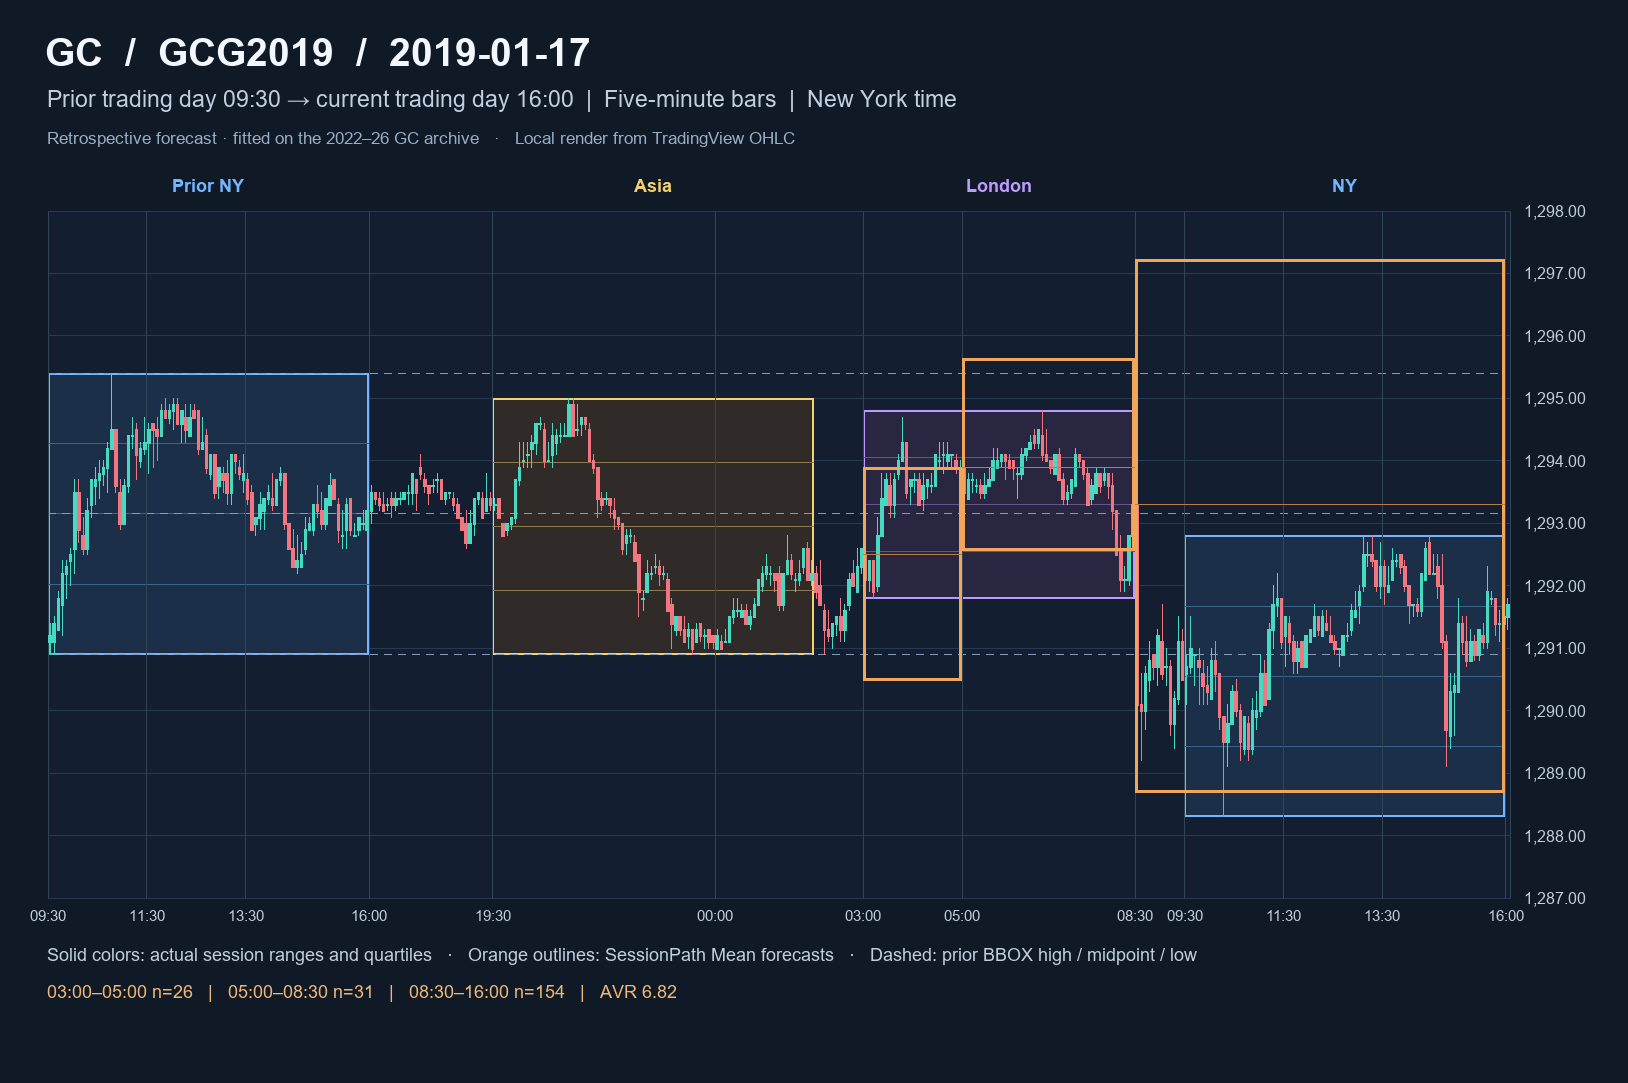 GC / GCG2019 / 2019-01-17
Prior trading day 09:30 → current trading day 16:00 | Five-minute bars | New York time
Retrospective forecast · fitted on the 2022–26 GC archive · Local render from TradingView OHLC
Prior NY Asia London NY
1,298.00
1,297.00
1,296.00
1,295.00
1,294.00
1,293.00
1,292.00
1,291.00
1,290.00
1,289.00
1,288.00
1,287.00
09:30 11:30 13:30 16:00 19:30 00:00 03:00 05:00 08:30 09:30 11:30 13:30 16:00
Solid colors: actual session ranges and quartiles · Orange outlines: SessionPath Mean forecasts · Dashed: prior BBOX high / midpoint / low
03:00–05:00 n=26 | 05:00–08:30 n=31 | 08:30–16:00 n=154 | AVR 6.82